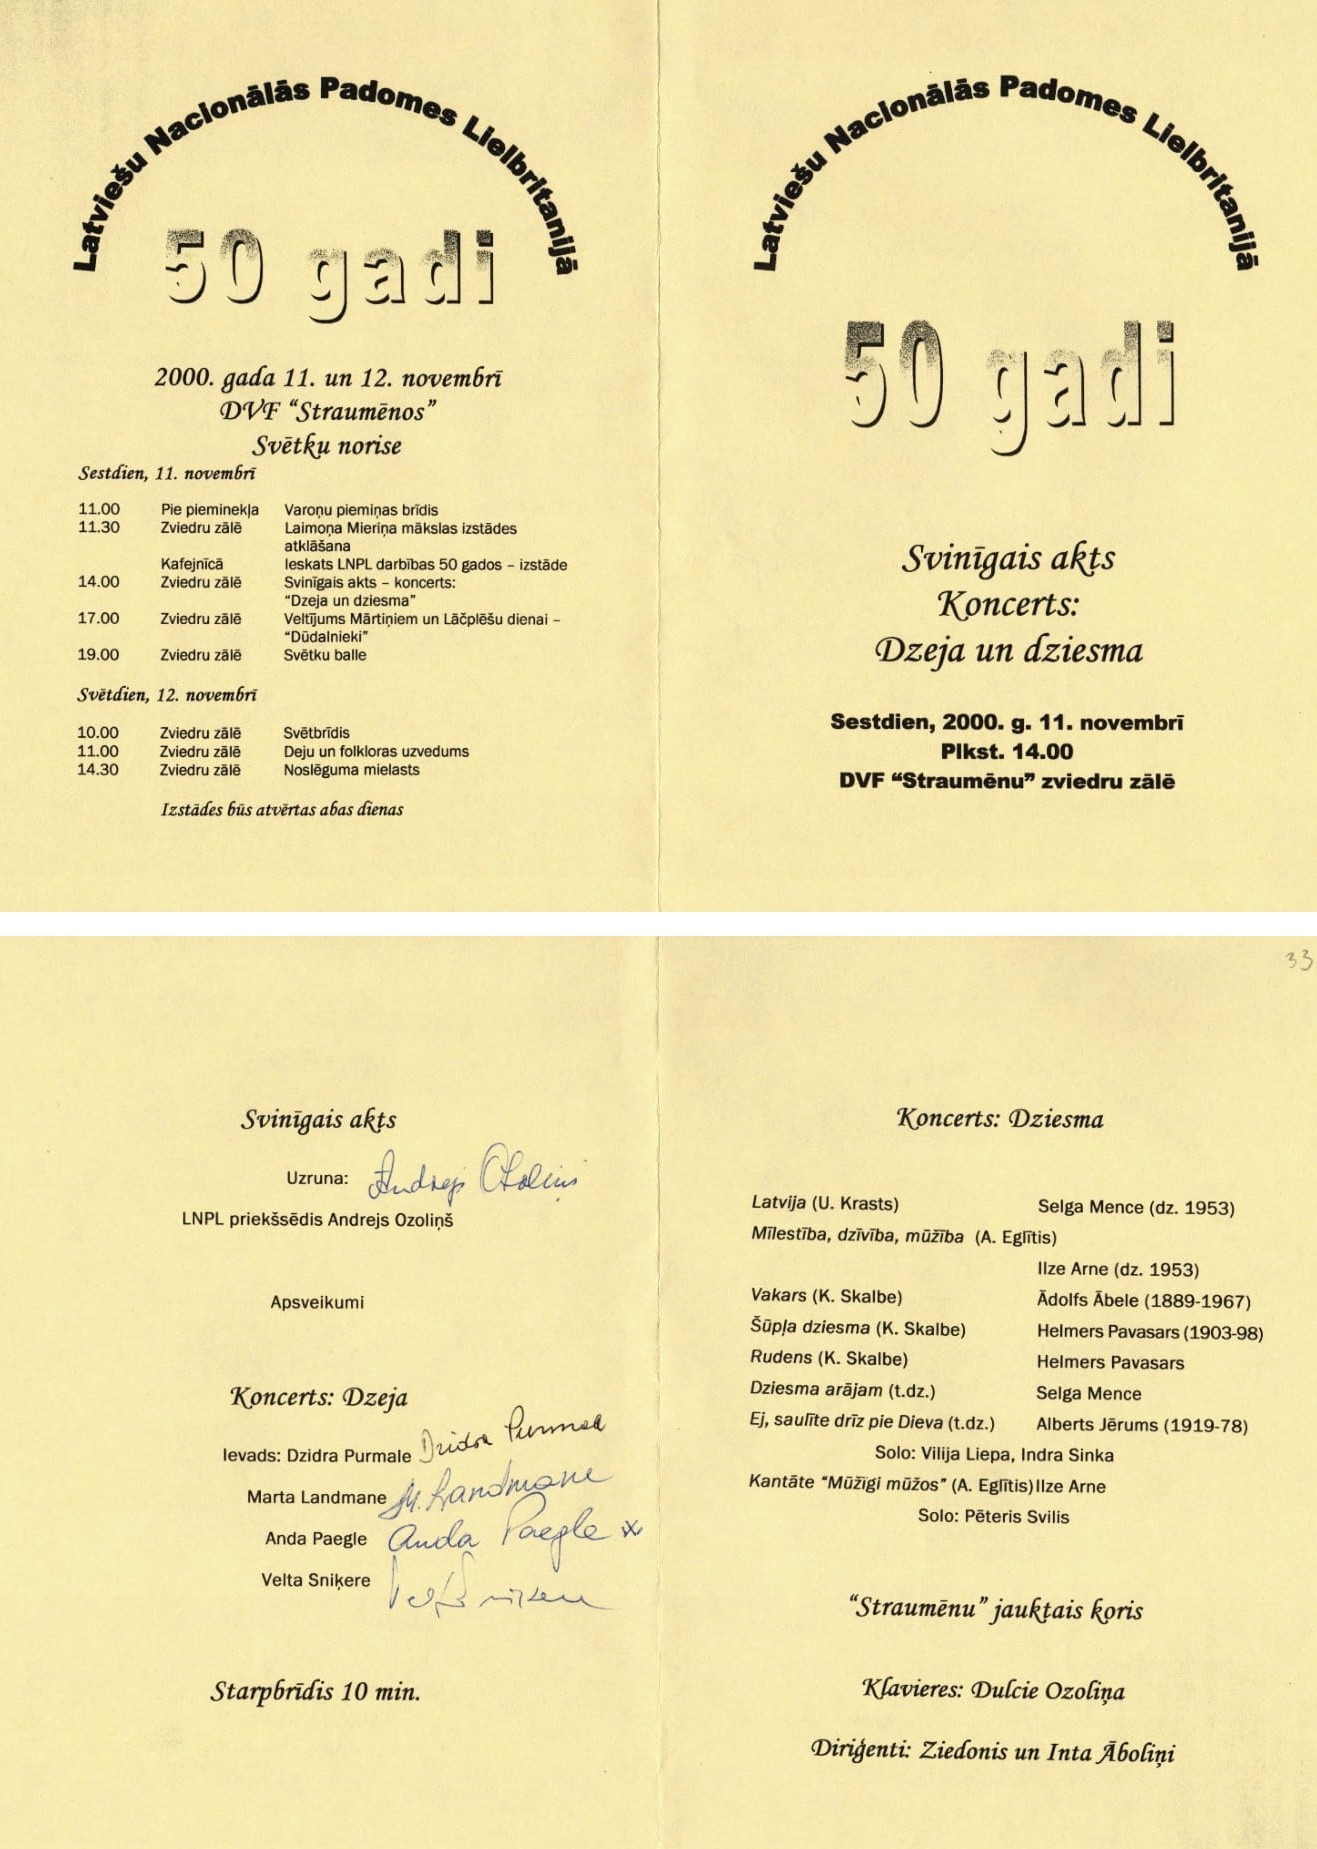 Latviešu Nacionālās Padomes Lielbritanijā
50 gadi
2000. gada 11. un 12. novembrī
DVF “Straumēnos”
Svētku norise
Sestdien, 11. novembrī
11.00 Pie pieminekļa Varoņu piemiņas brīdis
11.30 Zviedru zālē Laimoņa Mieriņa mākslas izstādes
atklāšana
Kafejnīcā Ieskats LNPL darbības 50 gados – izstāde
14.00 Zviedru zālē Svinīgais akts – koncerts:
“Dzeja un dziesma”
17.00 Zviedru zālē Veltījums Mārtiņiem un Lāčplēšu dienai –
“Dūdalnieki”
19.00 Zviedru zālē Svētku balle
Svētdien, 12. novembrī
10.00 Zviedru zālē Svētbrīdis
11.00 Zviedru zālē Deju un folkloras uzvedums
14.30 Zviedru zālē Noslēguma mielasts
Izstādes būs atvērtas abas dienas
Latviešu Nacionālās Padomes Lielbritanijā
50 gadi
Svinīgais akts
Koncerts:
Dzeja un dziesma
Sestdien, 2000. g. 11. novembrī
Plkst. 14.00
DVF “Straumēnu” zviedru zālē
Svinīgais akts
Uzruna: Andrejs Ozoliņš
LNPL priekšsēdis Andrejs Ozoliņš
Apsveikumi
Koncerts: Dzeja
Ievads: Dzidra Purmale Dzidra Purmale
Marta Landmane M. Landmane
Anda Paegle Anda Paegle
Velta Sniķere Velta Sniķere
Starpbrīdis 10 min.
33
Koncerts: Dziesma
Latvija (U. Krasts) Selga Mence (dz. 1953)
Mīlestība, dzīvība, mūžība (A. Eglītis)
Ilze Arne (dz. 1953)
Vakars (K. Skalbe) Ādolfs Ābele (1889-1967)
Šūpļa dziesma (K. Skalbe) Helmers Pavasars (1903-98)
Rudens (K. Skalbe) Helmers Pavasars
Dziesma arājam (t.dz.) Selga Mence
Ej, saulīte drīz pie Dieva (t.dz.) Alberts Jērums (1919-78)
Solo: Vilija Liepa, Indra Sinka
Kantāte “Mūžīgi mūžos” (A. Eglītis) Ilze Arne
Solo: Pēteris Svilis
“Straumēnu” jauktais koris
Klavieres: Dulcie Ozoliņa
Diriģenti: Ziedonis un Inta Āboliņi